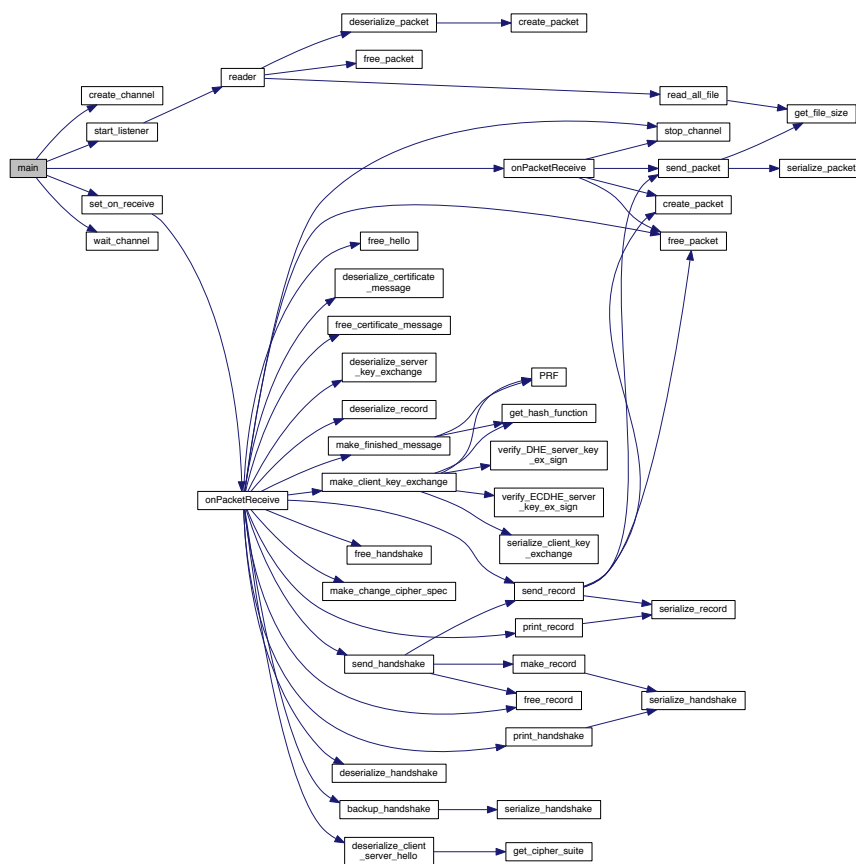 deserialize_packet
create_packet
free_packet
reader
create_channel
read_all_file
get_file_size
start_listener
stop_channel
main
onPacketReceive
send_packet
serialize_packet
set_on_receive
create_packet
wait_channel
free_hello
free_packet
deserialize_certificate
_message
free_certificate_message
deserialize_server
_key_exchange
PRF
deserialize_record
get_hash_function
make_finished_message
verify_DHE_server_key
_ex_sign
make_client_key_exchange
onPacketReceive
verify_ECDHE_server
_key_ex_sign
serialize_client_key
_exchange
free_handshake
make_change_cipher_spec
send_record
serialize_record
print_record
send_handshake
make_record
free_record
serialize_handshake
print_handshake
deserialize_handshake
backup_handshake
serialize_handshake
deserialize_client
_server_hello
get_cipher_suite